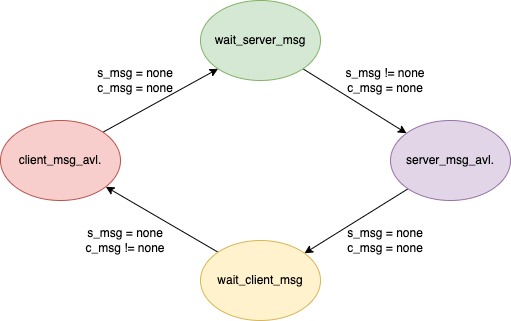 wait_server_msg
s_msg = none
c_msg = none
s_msg != none
c_msg = none
client_msg_avl.
server_msg_avl.
s_msg = none
c_msg != none
s_msg = none
c_msg = none
wait_client_msg